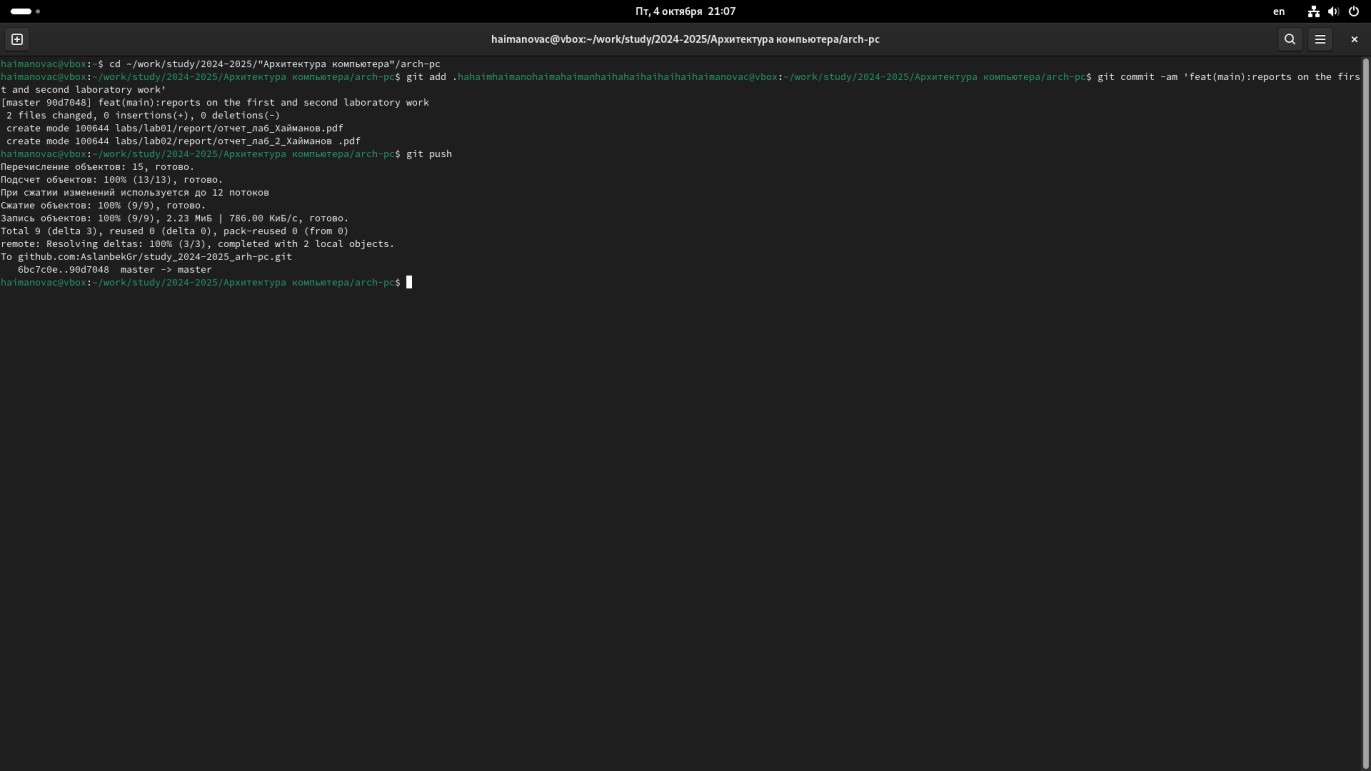 Пт, 4 октября 21:07
en
haimanovac@vbox:~/work/study/2024-2025/Архитектура компьютера/arch-pc
haimanovac@vbox:~$ cd ~/work/study/2024-2025/"Архитектура компьютера"/arch-pc
haimanovac@vbox:~/work/study/2024-2025/Архитектура компьютера/arch-pc$ git add .hahaimhaimanohaimahaimanhaihahaihaihaihaihaimanovac@vbox:~/work/study/2024-2025/Архитектура компьютера/arch-pc$ git commit -am 'feat(main):reports on the firs
t and second laboratory work'
[master 90d7048] feat(main):reports on the first and second laboratory work
 2 files changed, 0 insertions(+), 0 deletions(-)
 create mode 100644 labs/lab01/report/отчет_лаб_Хайманов.pdf
 create mode 100644 labs/lab02/report/отчет_лаб_2_Хайманов .pdf
haimanovac@vbox:~/work/study/2024-2025/Архитектура компьютера/arch-pc$ git push
Перечисление объектов: 15, готово.
Подсчет объектов: 100% (13/13), готово.
При сжатии изменений используется до 12 потоков
Сжатие объектов: 100% (9/9), готово.
Запись объектов: 100% (9/9), 2.23 МиБ | 786.00 КиБ/с, готово.
Total 9 (delta 3), reused 0 (delta 0), pack-reused 0 (from 0)
remote: Resolving deltas: 100% (3/3), completed with 2 local objects.
To github.com:AslanbekGr/study_2024-2025_arh-pc.git
   6bc7c0e..90d7048  master -> master
haimanovac@vbox:~/work/study/2024-2025/Архитектура компьютера/arch-pc$